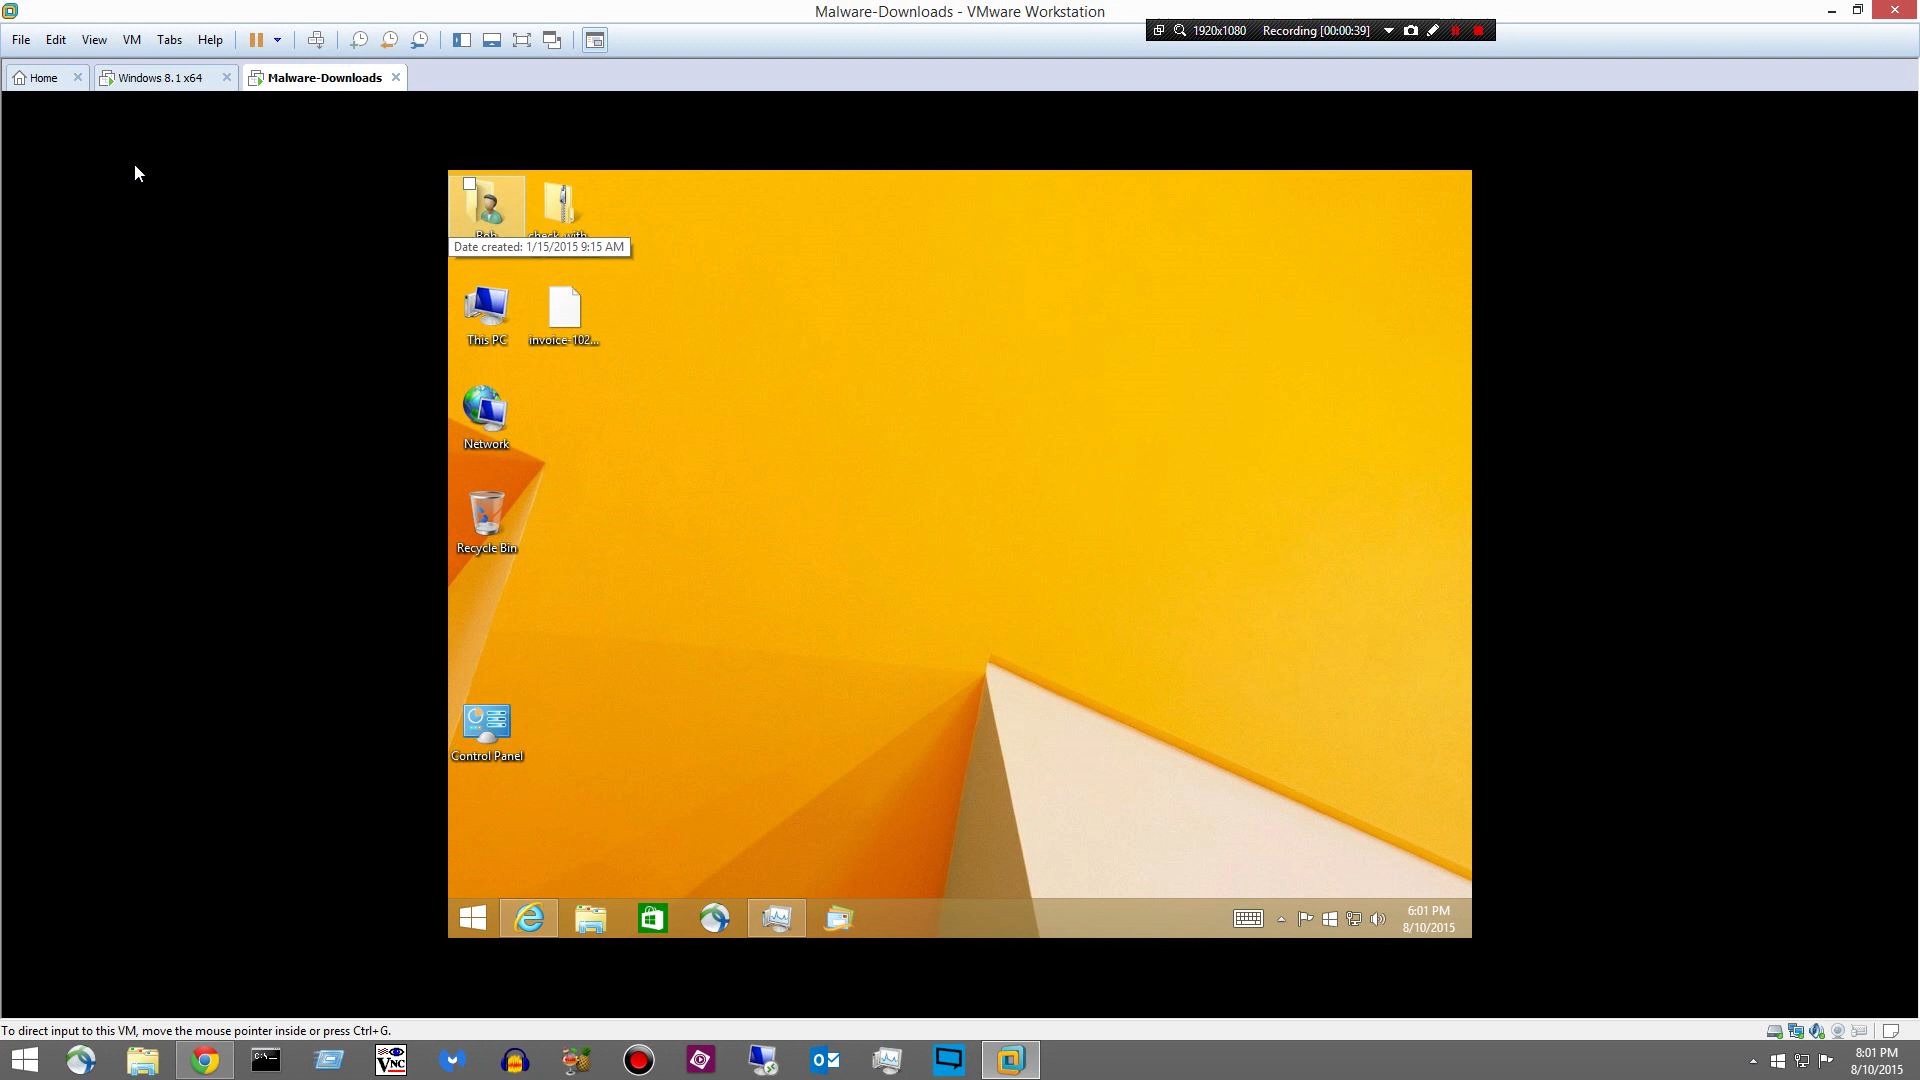 Malware-Downloads - VMware Workstation
File Edit View VM Tabs Help
1920x1080 Recording [00:00:39]
Home Windows 8.1 x64 Malware-Downloads
Date created: 1/15/2015 9:15 AM
This PC invoice-102...
Network
Recycle Bin
Control Panel
6:01 PM
8/10/2015
To direct input to this VM, move the mouse pointer inside or press Ctrl+G.
C:\_
VNC
8:01 PM
8/10/2015